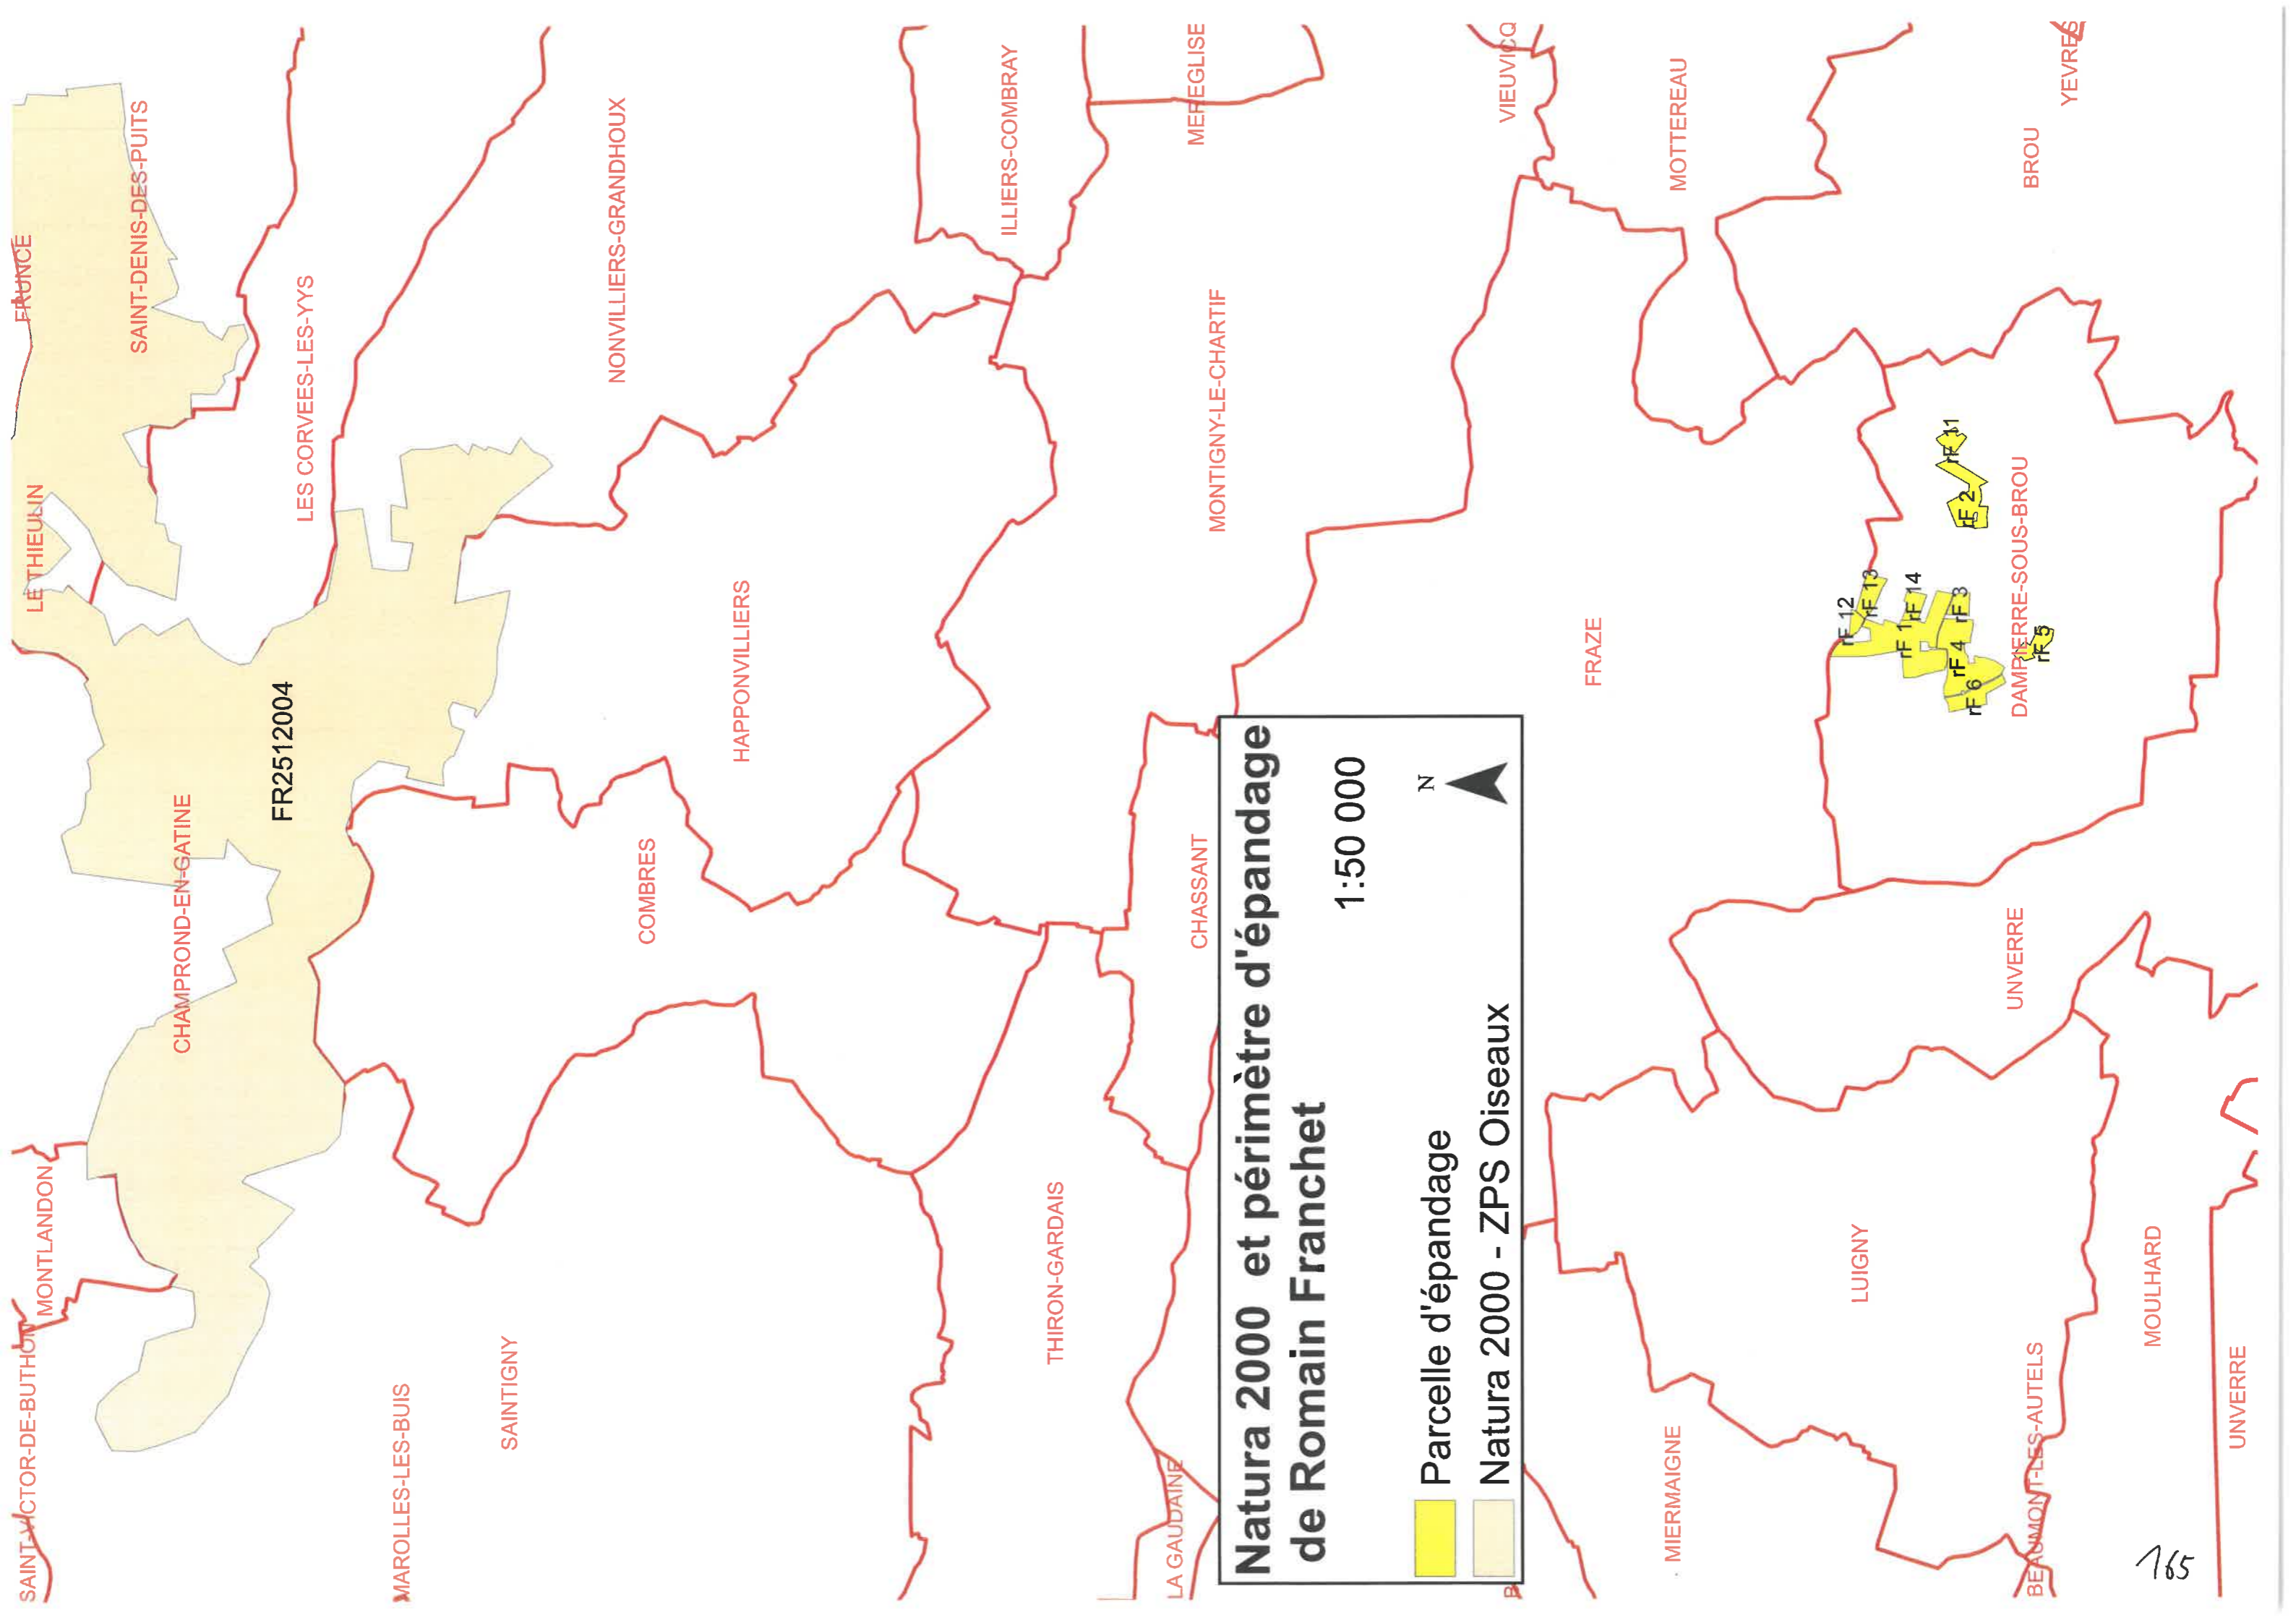 SAINT-VICTOR-DE-BUTHON
MONTLANDON
LE THIEULIN
FRUNCE
CHAMPROND-EN-GATINE
SAINT-DENIS-DES-PUITS
FR2512004
LES CORVEES-LES-YYS
MAROLLES-LES-BUIS
SAINTIGNY
COMBRES
NONVILLIERS-GRANDHOUX
HAPPONVILLIERS
THIRON-GARDAIS
ILLIERS-COMBRAY
LA GAUDAINE
CHASSANT
MONTIGNY-LE-CHARTIF
MEREGLISE
Natura 2000 et périmètre d'épandage
de Romain Franchet
1:50 000
N
Parcelle d'épandage
Natura 2000 - ZPS Oiseaux
B
VIEUVICQ
FRAZE
MIERMAIGNE
MOTTEREAU
LUIGNY
rF 12
rF 13
rF 1
rF 14
rF 4
rF 3
rF 6
rF 2
rF 11
rF 5
UNVERRE
DAMPIERRE-SOUS-BROU
BROU
BEAUMONT-LES-AUTELS
YEVRES
MOULHARD
UNVERRE
165